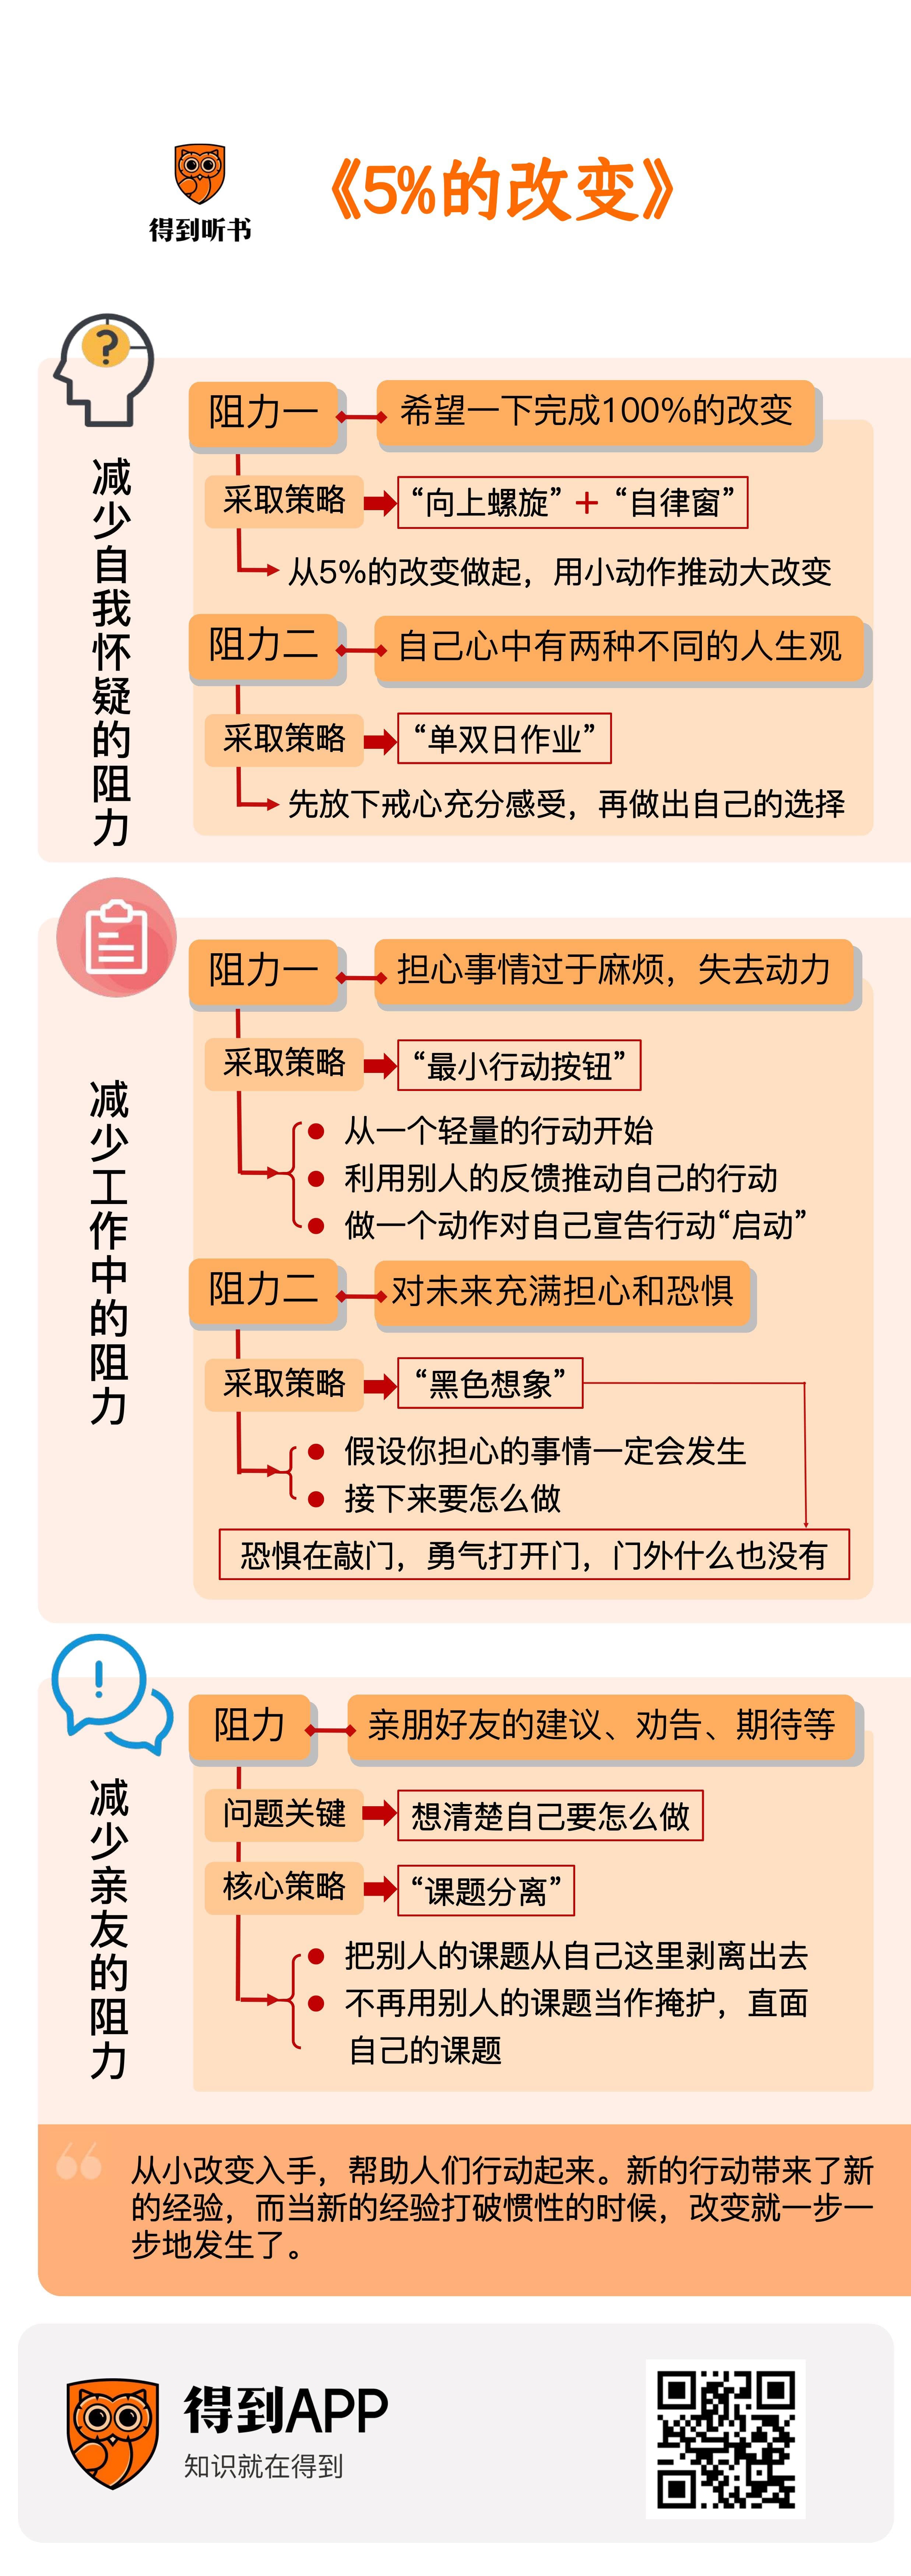 得到听书
《5%的改变》
减少自我怀疑的阻力
阻力一
希望一下完成100%的改变
采取策略
“向上螺旋” + “自律窗”
从5%的改变做起，用小动作推动大改变
阻力二
自己心中有两种不同的人生观
采取策略
“单双日作业”
先放下戒心充分感受，再做出自己的选择
减少工作中的阻力
阻力一
担心事情过于麻烦，失去动力
采取策略
“最小行动按钮”
从一个轻量的行动开始
利用别人的反馈推动自己的行动
做一个动作对自己宣告行动“启动”
阻力二
对未来充满担心和恐惧
采取策略
“黑色想象”
假设你担心的事情一定会发生
接下来要怎么做
恐惧在敲门，勇气打开门，门外什么也没有
减少亲友的阻力
阻力
亲朋好友的建议、劝告、期待等
问题关键
想清楚自己要怎么做
核心策略
“课题分离”
把别人的课题从自己这里剥离出去
不再用别人的课题当作掩护，直面
自己的课题
从小改变入手，帮助人们行动起来。新的行动带来了新
的经验，而当新的经验打破惯性的时候，改变就一步一
步地发生了。
得到APP
知识就在得到